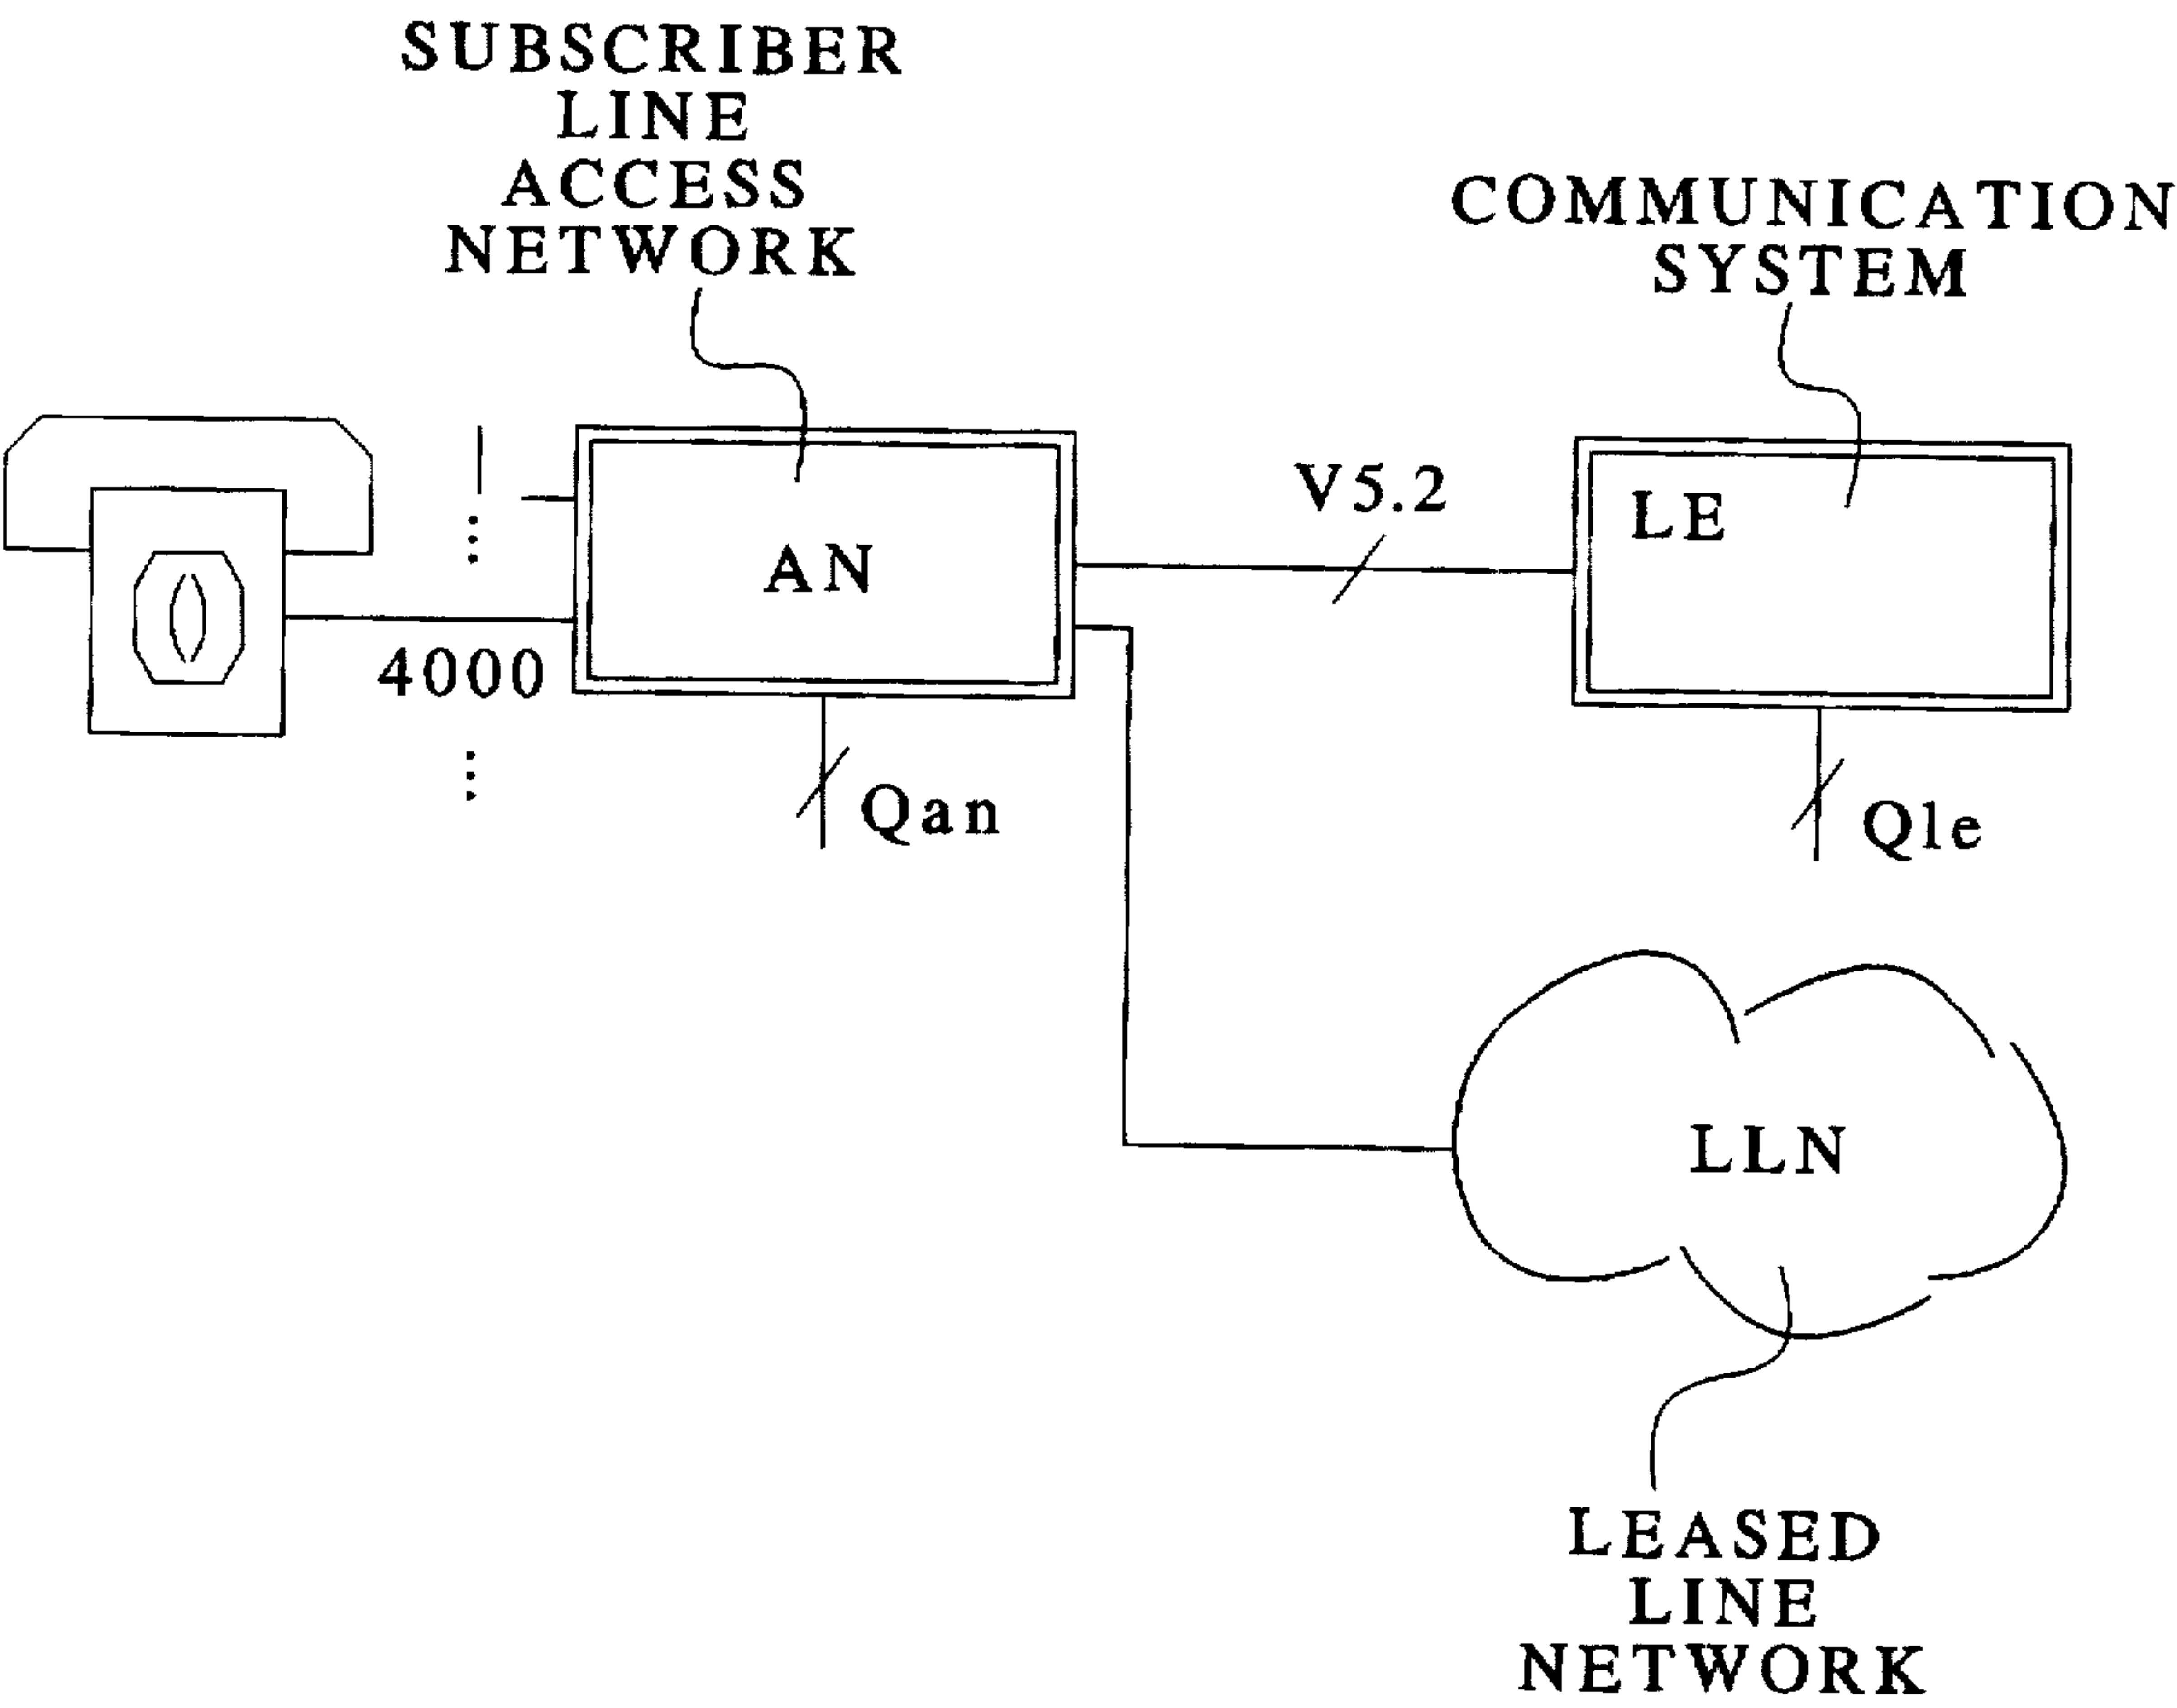 SUBSCRIBER
LINE
ACCESS
NETWORK
COMMUNICATION
SYSTEM
V5.2
LE
AN
4000
Qan
Qle
LLN
LEASED
LINE
NETWORK